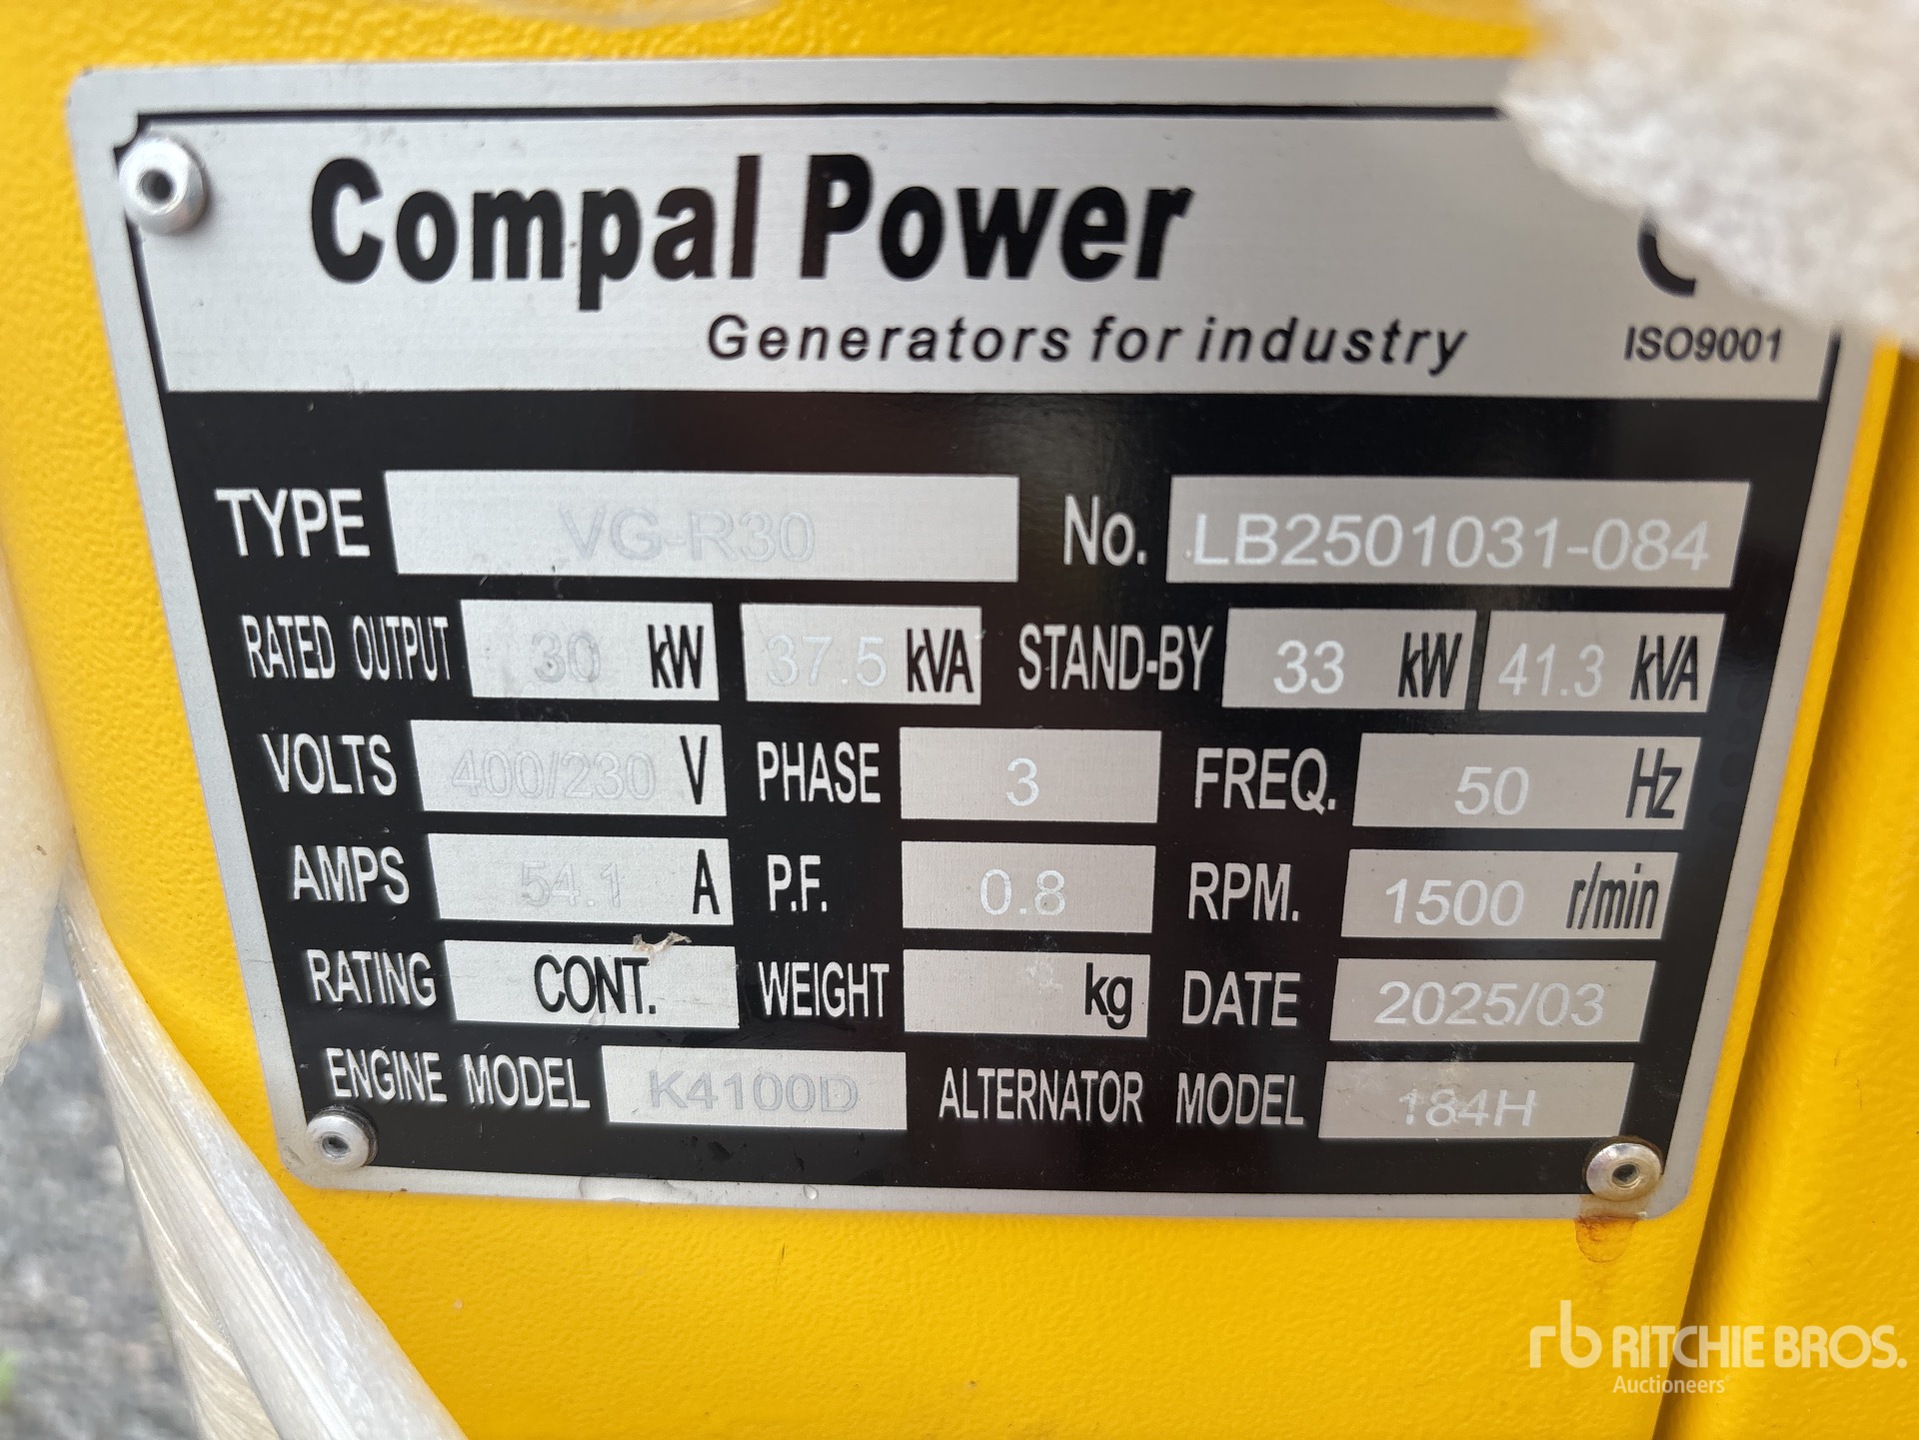 Compal Power
Generators for industry
ISO9001
TYPE VG-R30 No. LB2501031-084
RATED OUTPUT 30 kW 37.5 kVA STAND-BY 33 kW 41.3 kVA
VOLTS 400/230 V PHASE 3 FREQ. 50 Hz
AMPS 54.1 A P.F. 0.8 RPM. 1500 r/min
RATING CONT. WEIGHT kg DATE 2025/03
ENGINE MODEL K4100D ALTERNATOR MODEL 184H
rb RITCHIE BROS.
Auctioneers